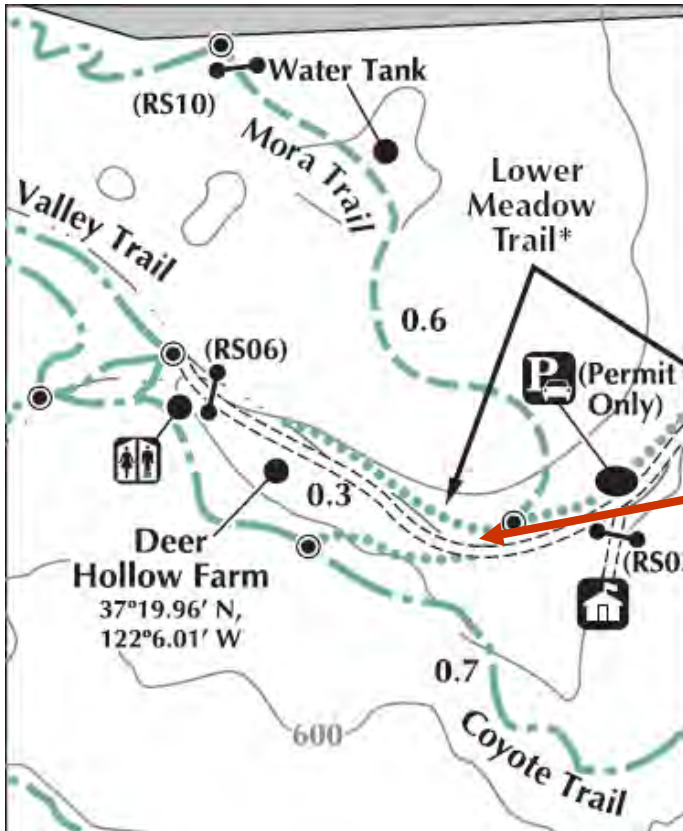 (RS10)
Water Tank
Mora Trail
Lower
Meadow
Trail*
Valley Trail
0.6
(RS06)
P
(Permit
Only)
0.3
Deer
Hollow Farm
37°19.96' N,
122°6.01' W
(RS0
0.7
600
Coyote Trail